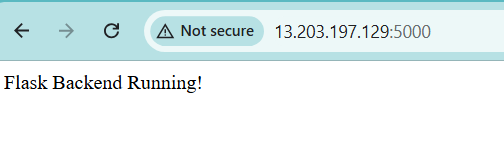 Not secure 13.203.197.129:5000
Flask Backend Running!